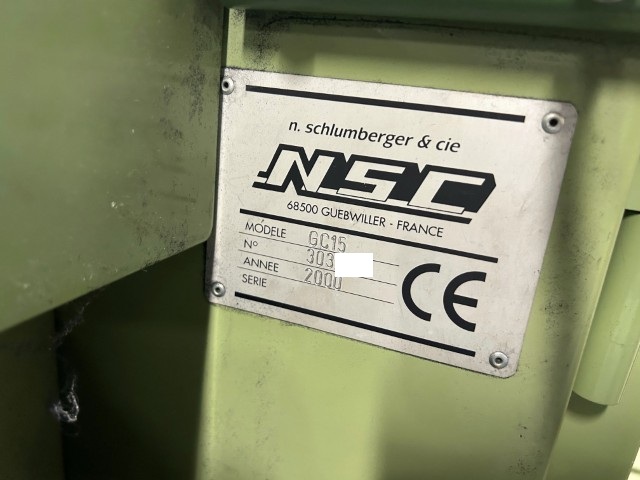 n. schlumberger & cie
NSC
68500 GUEBWILLER - FRANCE
MODELE GC15
N° 303
ANNEE 2000
SERIE
CE